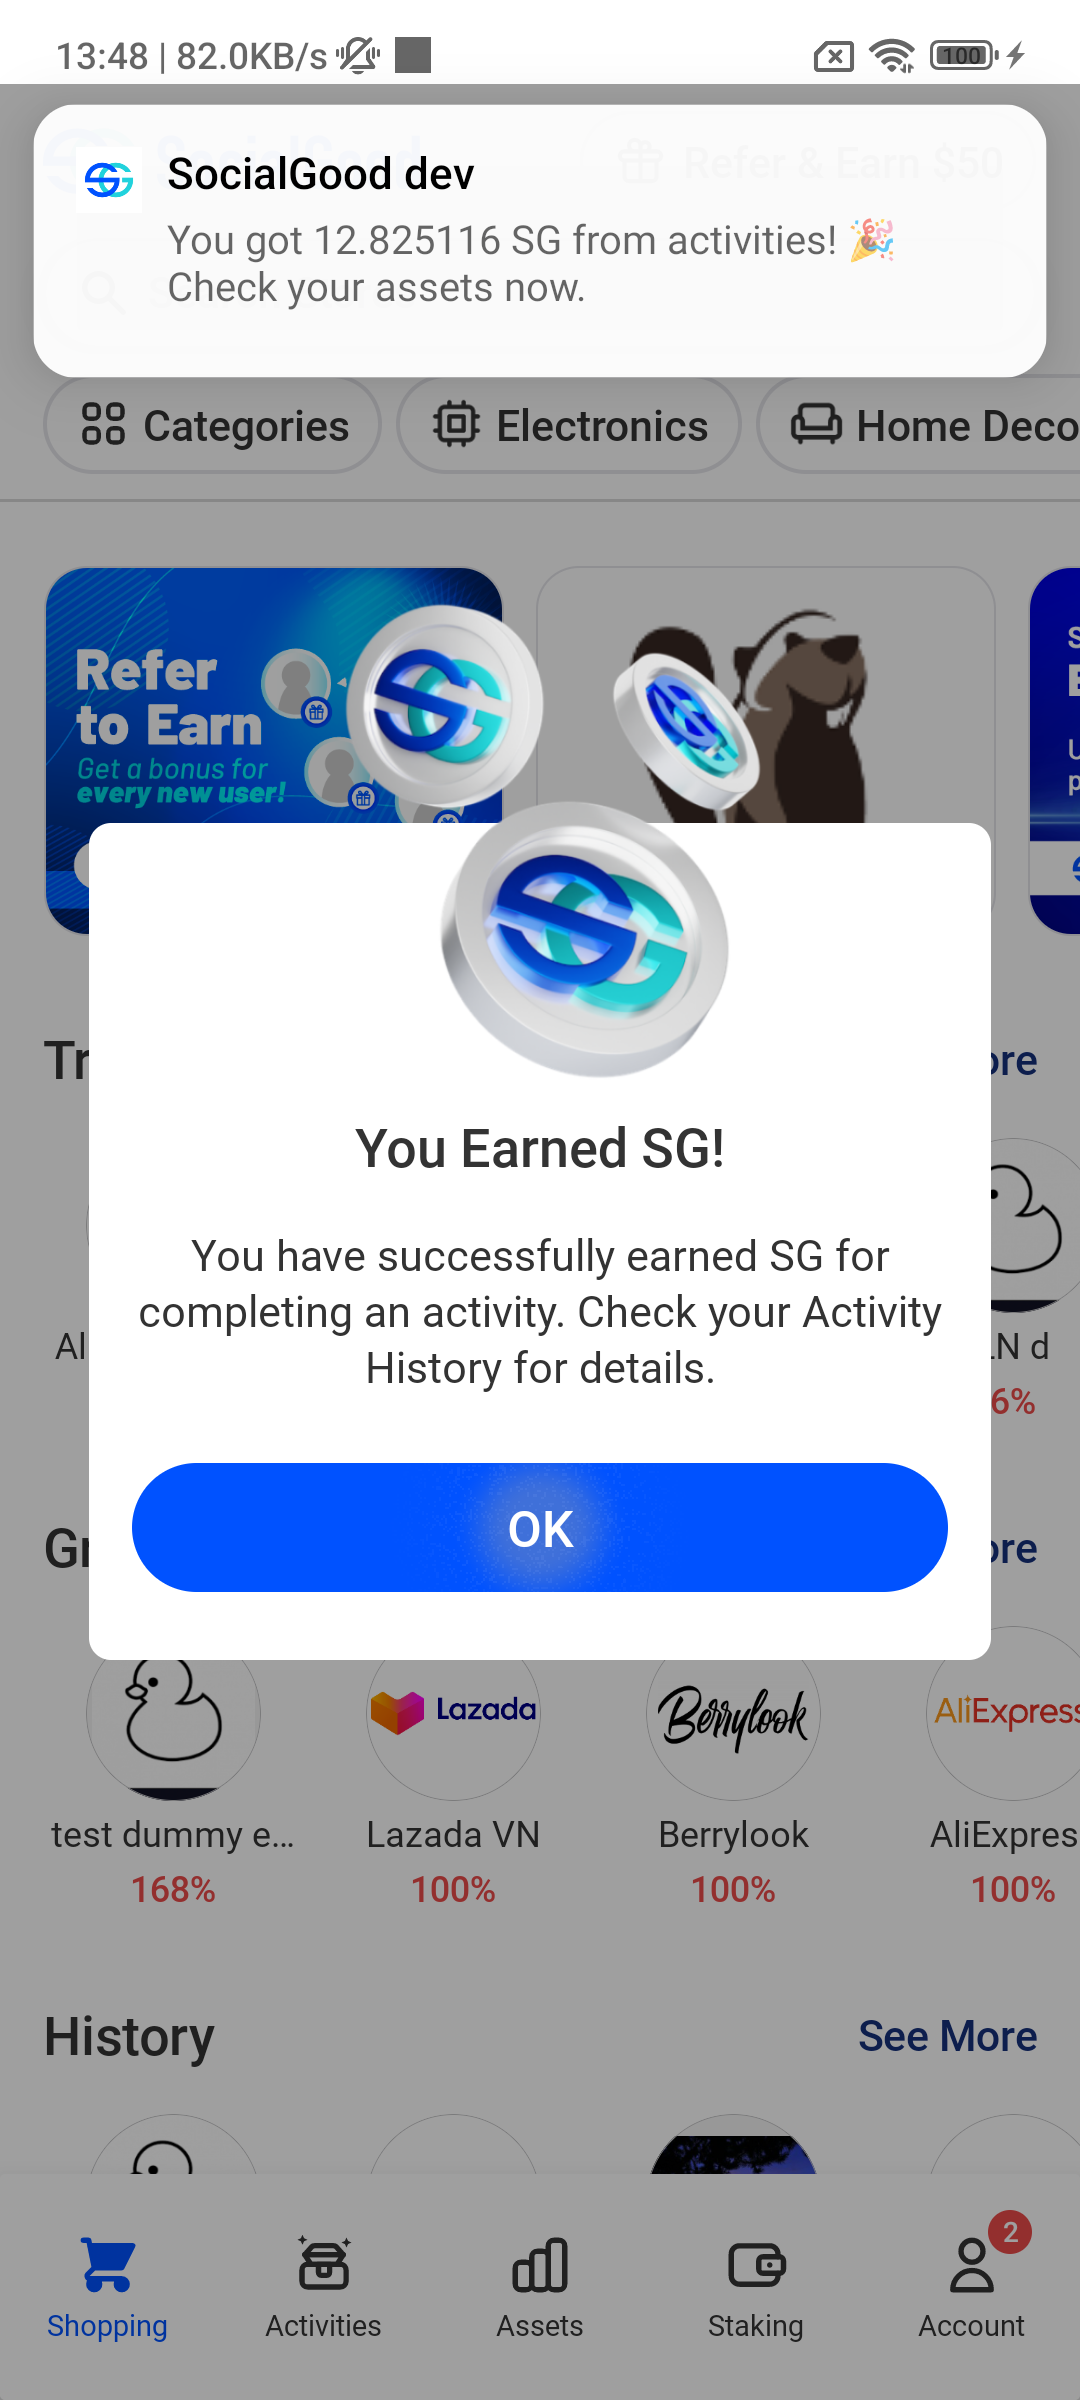 13:48 | 82.0KB/s
100
SocialGood dev
Refer & Earn $50
You got 12.825116 SG from activities! 🎉
Check your assets now.
Categories
Electronics
Home Deco
Refer
to Earn
Get a bonus for
every new user!
Tr
ore
You Earned SG!
You have successfully earned SG for
completing an activity. Check your Activity
History for details.
Al
LN d
6%
OK
Gr
ore
Lazada
Berrylook
AliExpress
test dummy e...
Lazada VN
Berrylook
AliExpres
168%
100%
100%
100%
History
See More
2
Shopping
Activities
Assets
Staking
Account